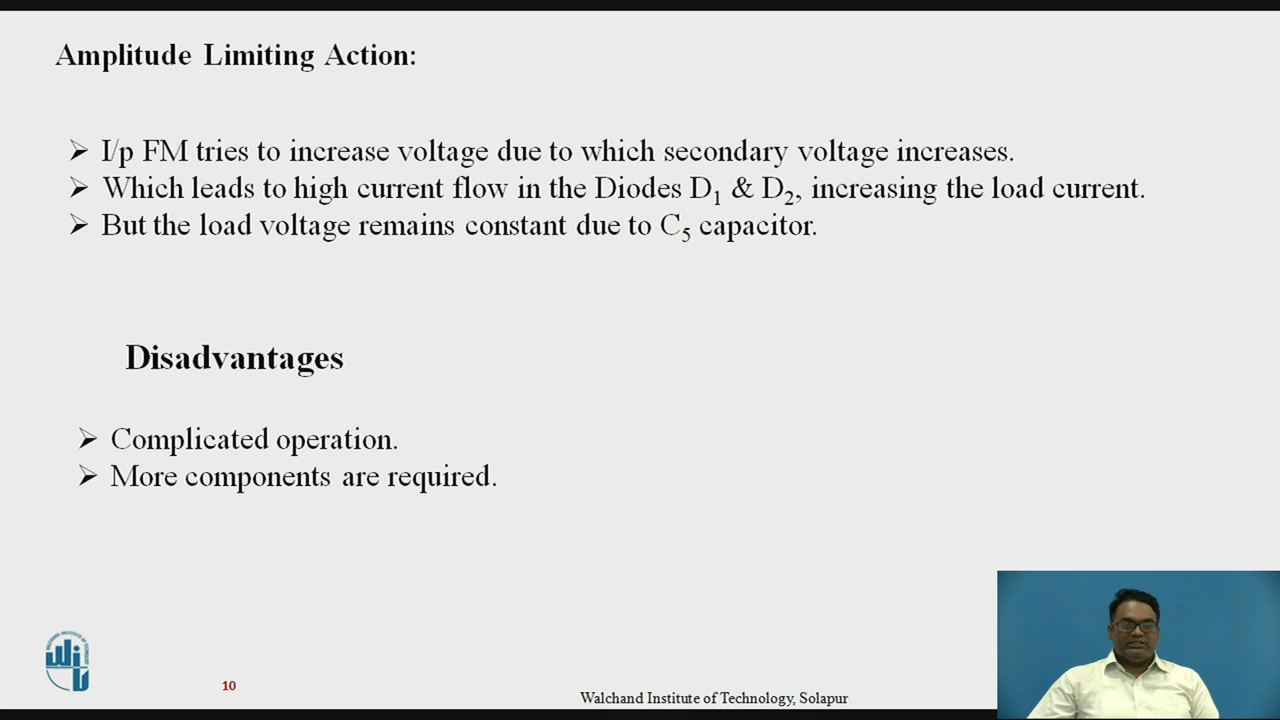 Amplitude Limiting Action:
➢ I/p FM tries to increase voltage due to which secondary voltage increases.
➢ Which leads to high current flow in the Diodes D₁ & D₂, increasing the load current.
➢ But the load voltage remains constant due to C₅ capacitor.
Disadvantages
➢ Complicated operation.
➢ More components are required.
10
Walchand Institute of Technology, Solapur